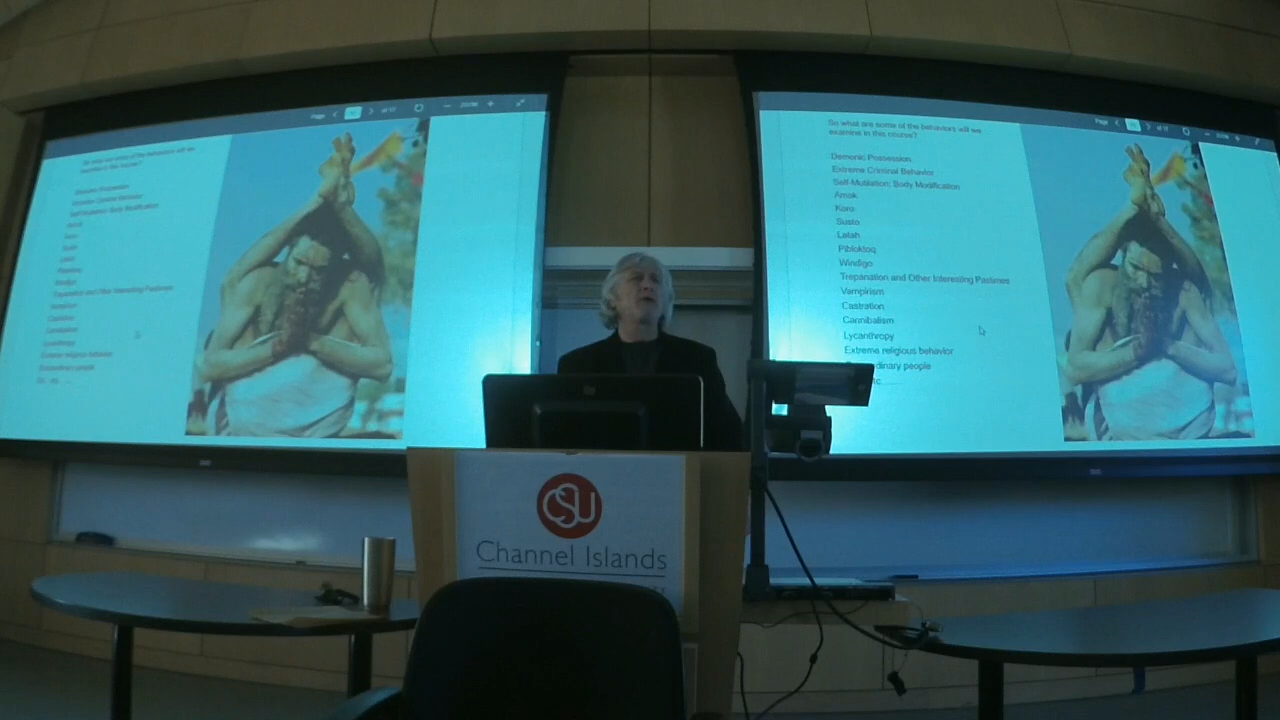 So what are some of the behaviors will we
examine in this course?
Demonic Possession
Extreme Criminal Behavior
Self-Mutilation: Body Modification
Amok
Koro
Susto
Latah
Piblokloq
Windigo
Trepanation and Other Interesting Pastimes
Vampirism
Castration
Cannibalism
Lycanthropy
Extreme religious behavior
people
CSU
Channel Islands